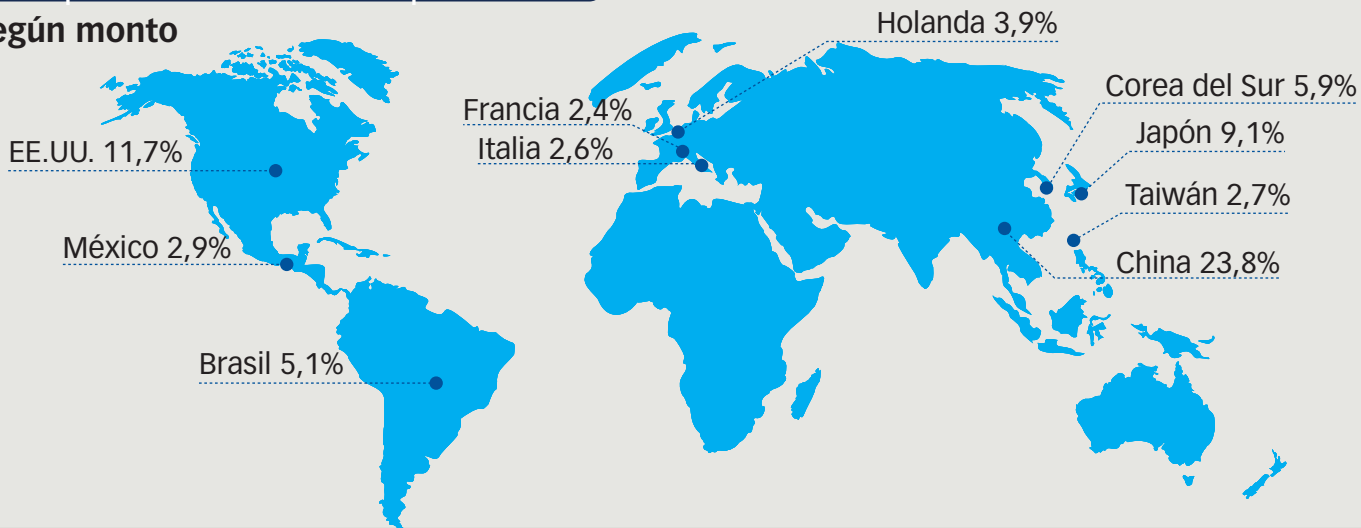 según monto
Holanda 3,9%
Corea del Sur 5,9%
Francia 2,4%
Japón 9,1%
EE.UU. 11,7%
Italia 2,6%
Taiwán 2,7%
México 2,9%
China 23,8%
Brasil 5,1%